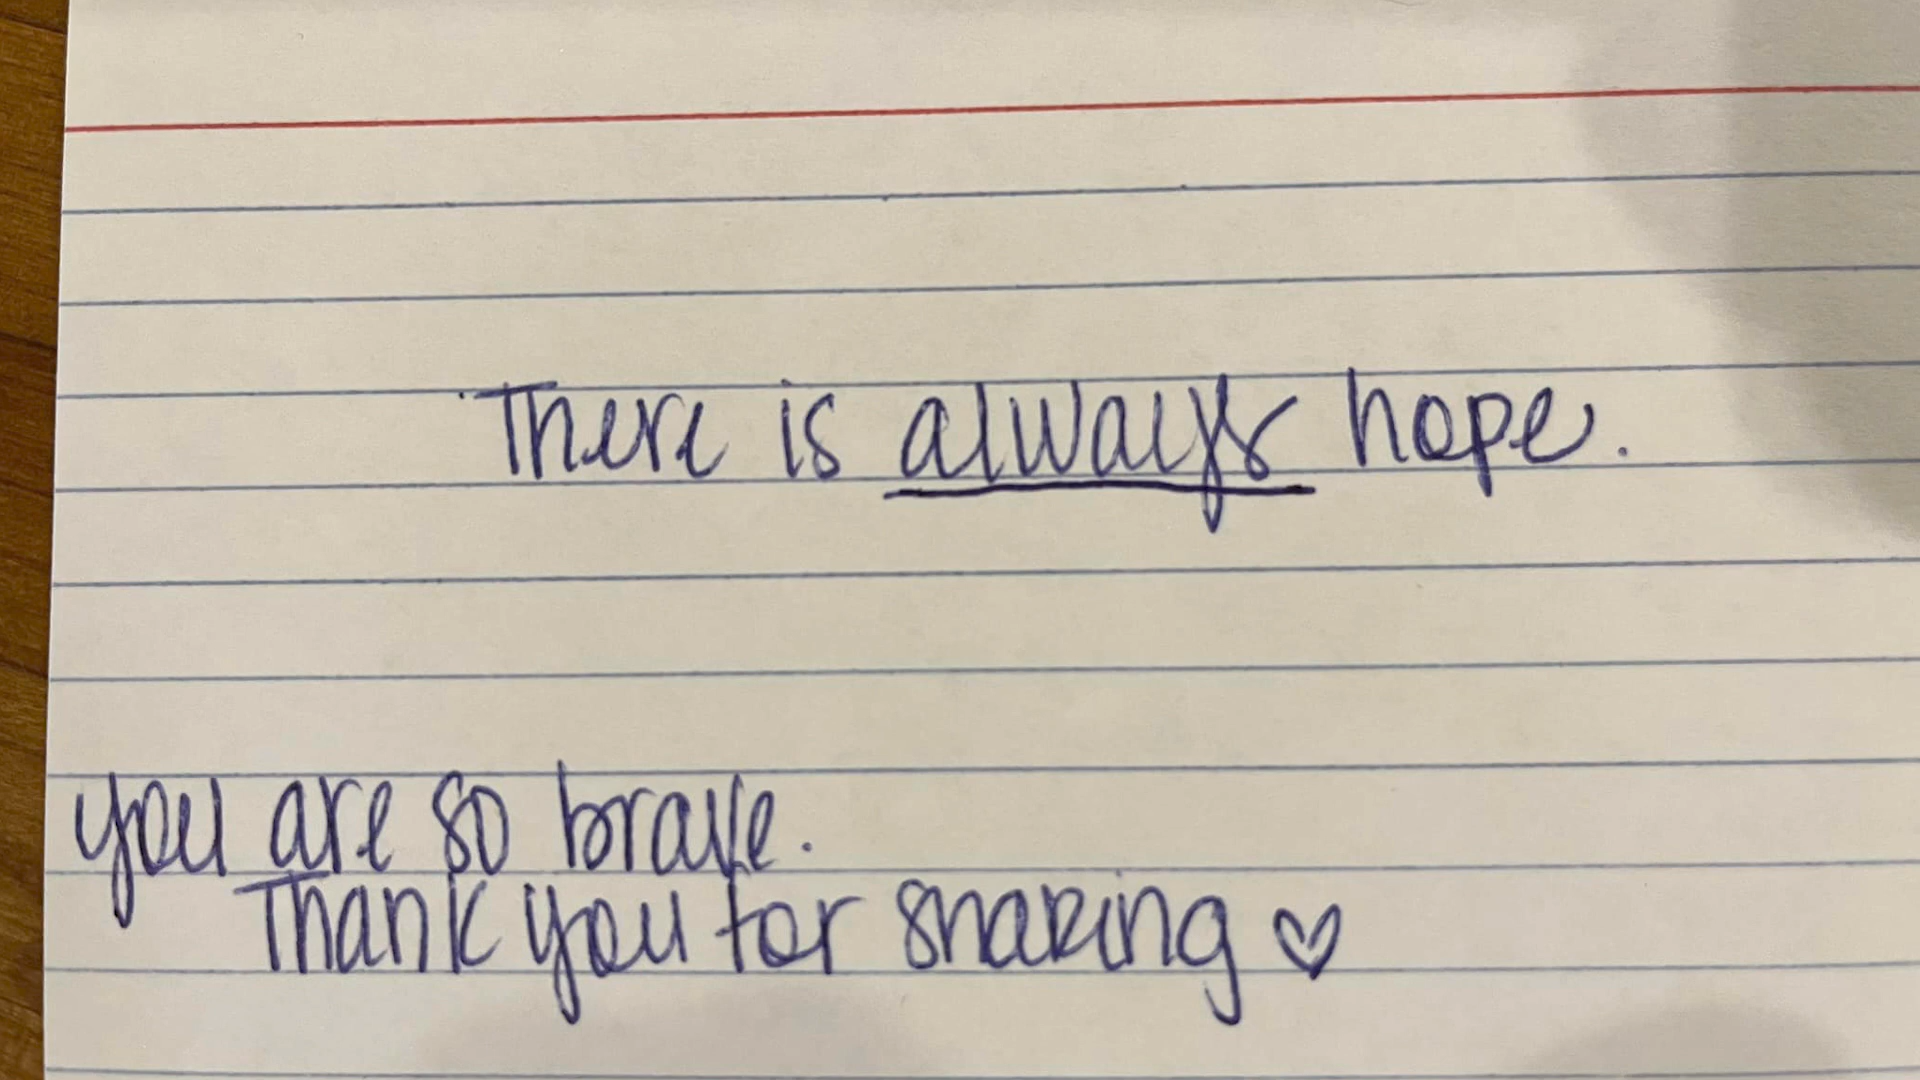 There is always hope.
you are so brave.
Thank you for sharing ♡